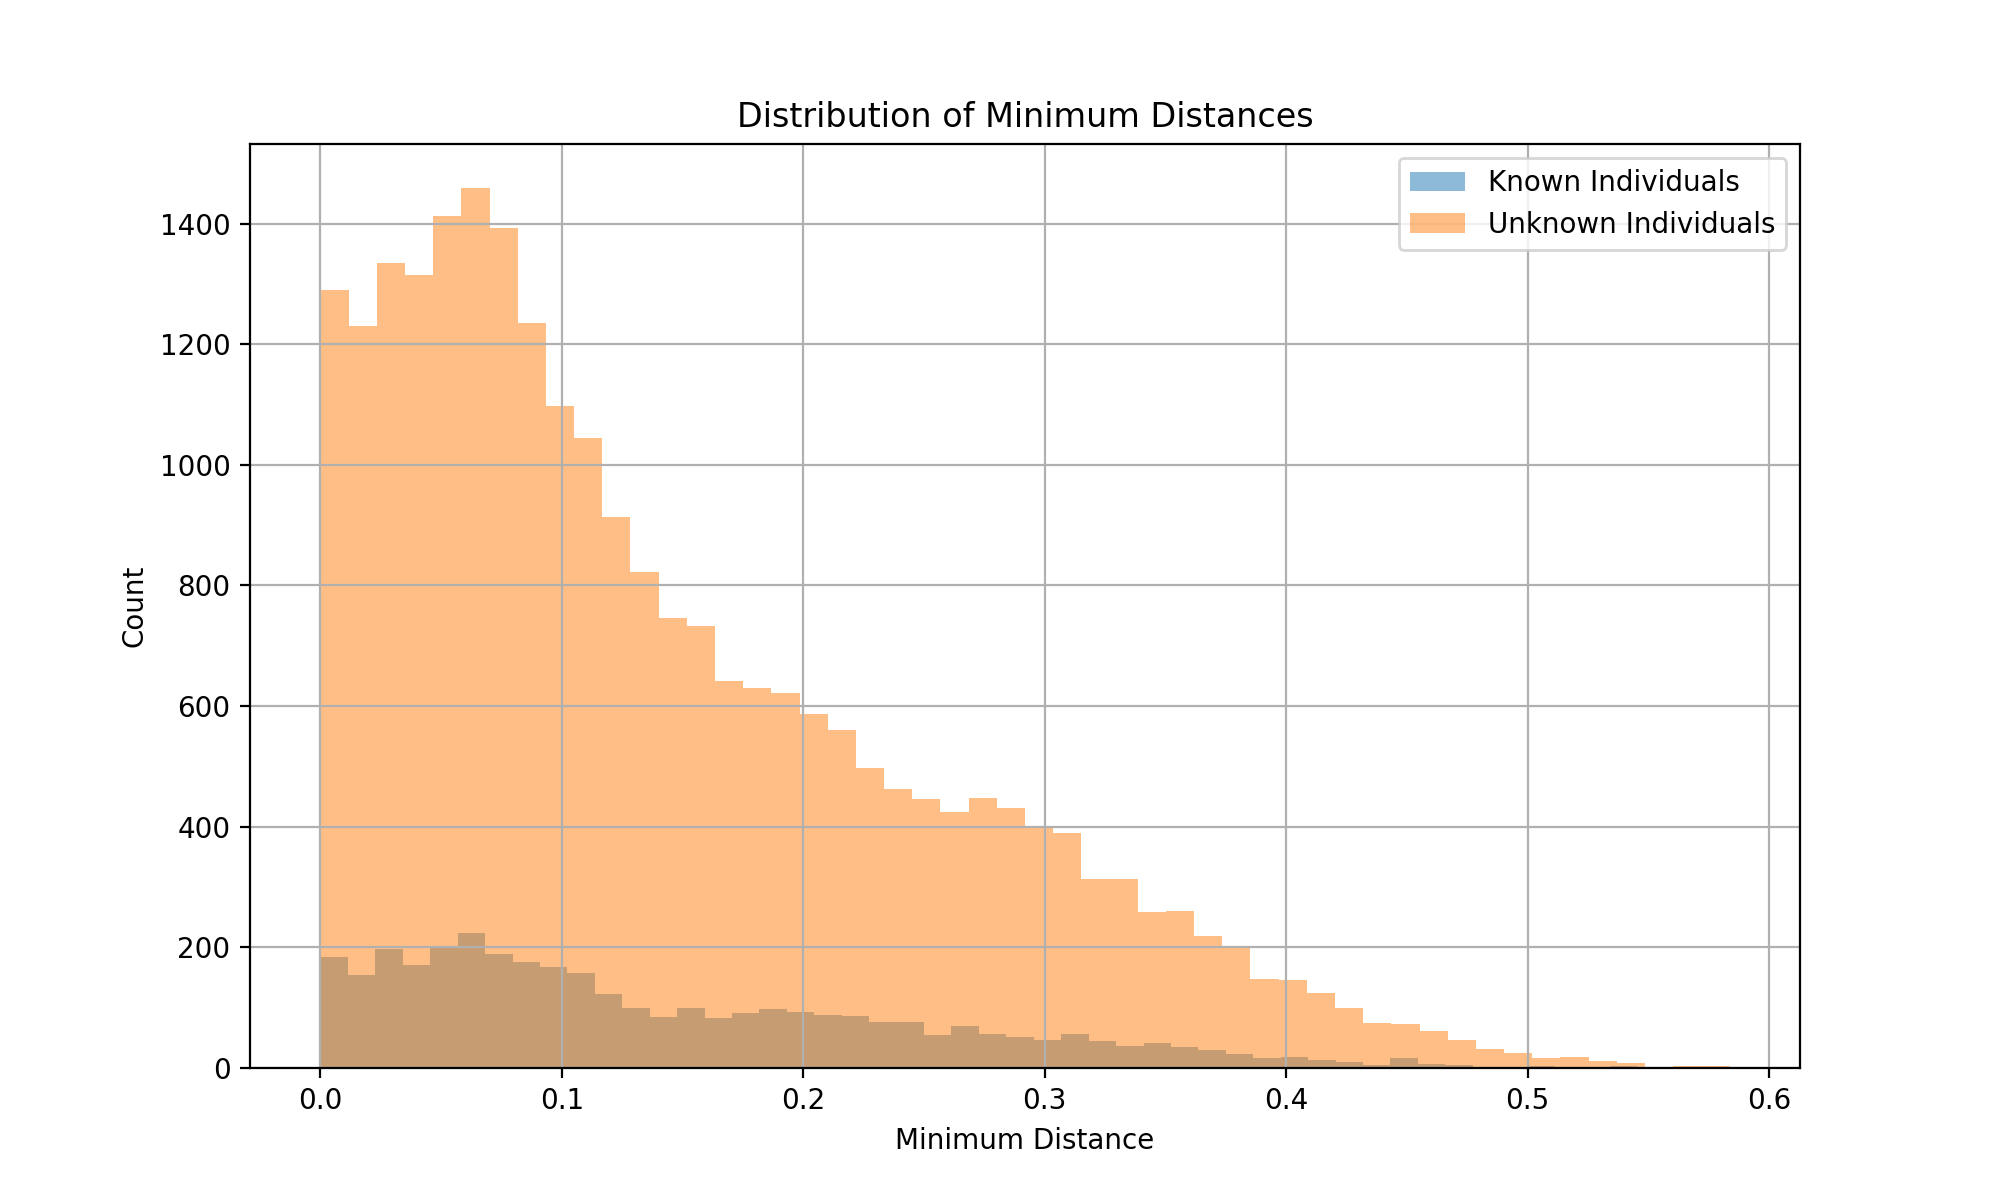 Distribution of Minimum Distances
Known Individuals
Unknown Individuals
1400
1200
1000
800
600
400
200
0
Count
0.0 0.1 0.2 0.3 0.4 0.5 0.6
Minimum Distance